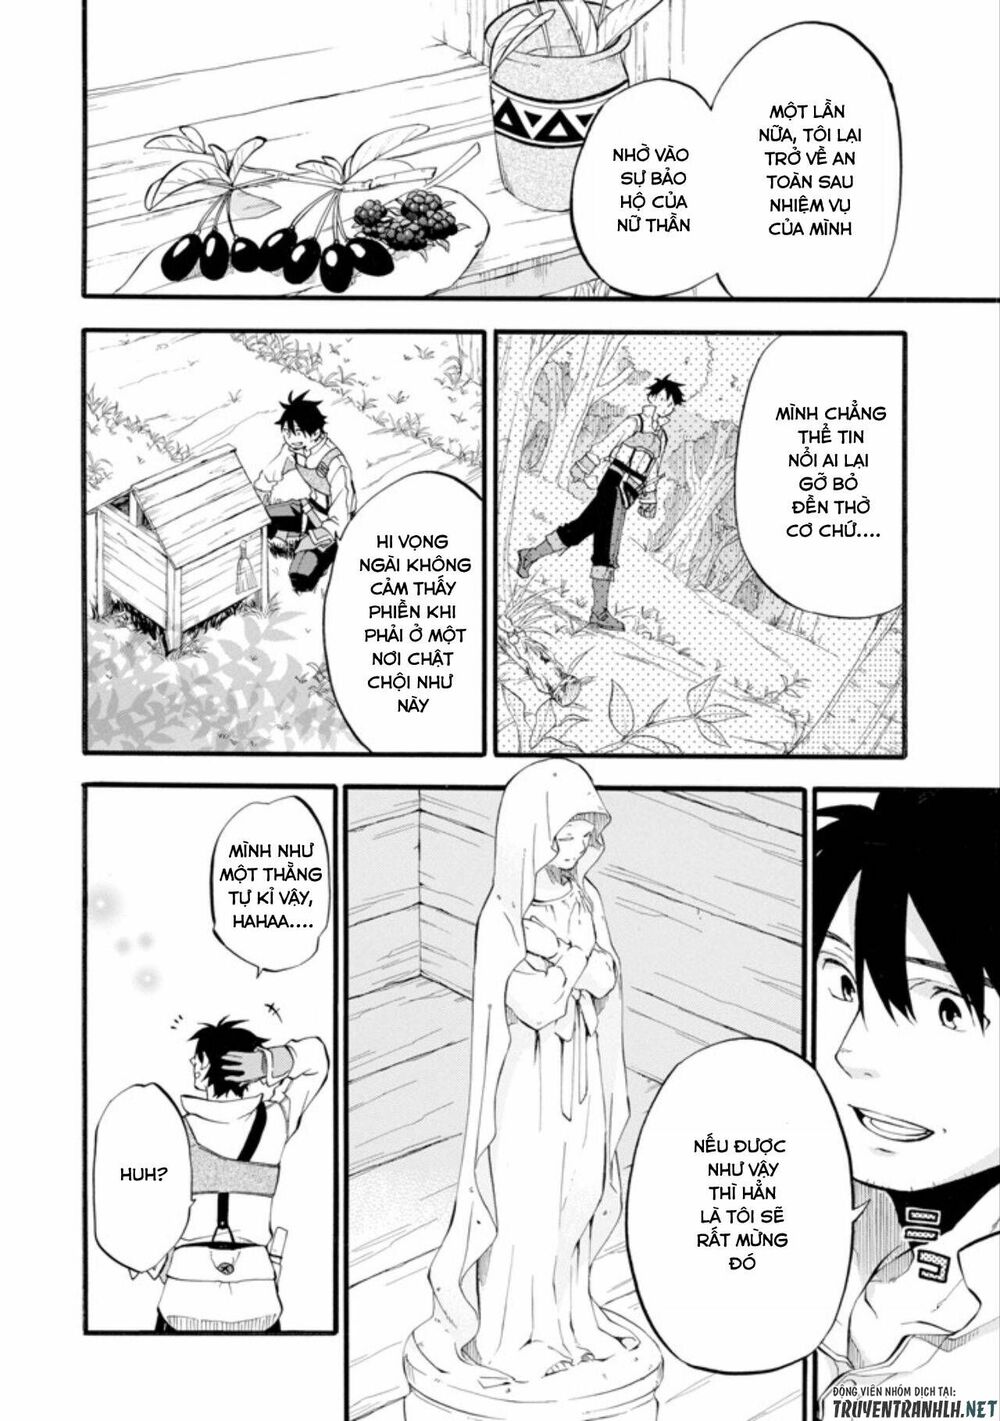 MỘT LẦN
NỮA, TÔI LẠI
TRỞ VỀ AN
TOÀN SAU
NHIỆM VỤ
CỦA MÌNH
NHỜ VÀO
SỰ BẢO
HỘ CỦA
NỮ THẦN
MÌNH CHẲNG
THỂ TIN
NỔI AI LẠI
GỠ BỎ
ĐỀN THỜ
CƠ CHỨ....
HI VỌNG
NGÀI KHÔNG
CẢM THẤY
PHIỀN KHI
PHẢI Ở MỘT
NƠI CHẬT
CHỘI NHƯ
NÀY
ニコ
NẾU ĐƯỢC
NHƯ VẬY
THÌ HẲN
LÀ TÔI SẼ
RẤT MỪNG
ĐÓ
MÌNH NHƯ
MỘT THẰNG
TỰ KỈ VẬY,
HAHAA....
HUH?
ĐỘNG VIÊN NHÓM DỊCH TẠI:
TRUYENTRANHLH.NET